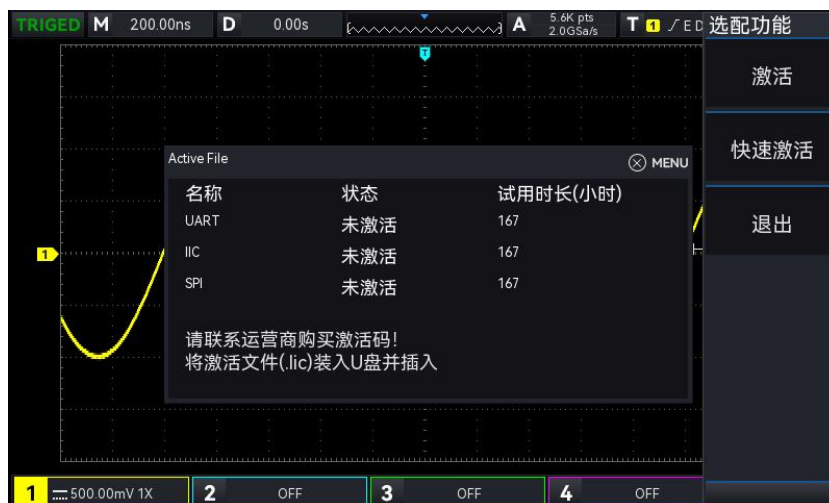 TRIGED M 200.00ns D 0.00s A 5.6K pts 2.0GSa/s T 1 ED 选配功能
T
激活
快速激活
退出
Active File MENU
名称 状态 试用时长(小时)
UART 未激活 167
IIC 未激活 167
SPI 未激活 167
请联系运营商购买激活码!
将激活文件(.lic)装入U盘并插入
1
1 500.00mV 1X 2 OFF 3 OFF 4 OFF